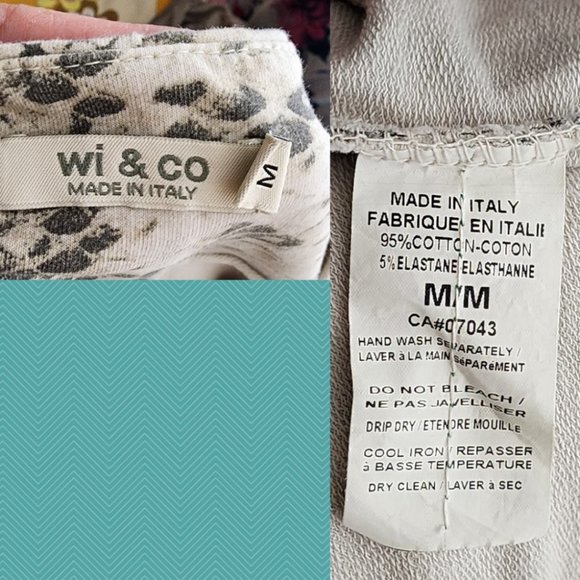 wi & co
MADE IN ITALY
M
MADE IN ITALY
FABRIQUE EN ITALIE
95%COTTON-COTON
5%ELASTANE-ELASTHANNE
M/M
CA#07043
HAND WASH SEPARATELY /
LAVER à LA MAIN SéPARéMENT
DO NOT BLEACH /
NE PAS JAVELLISER
DRIP DRY / ETENDRE MOUILLE
COOL IRON / REPASSER
à BASSE TEMPERATURE
DRY CLEAN / LAVER à SEC